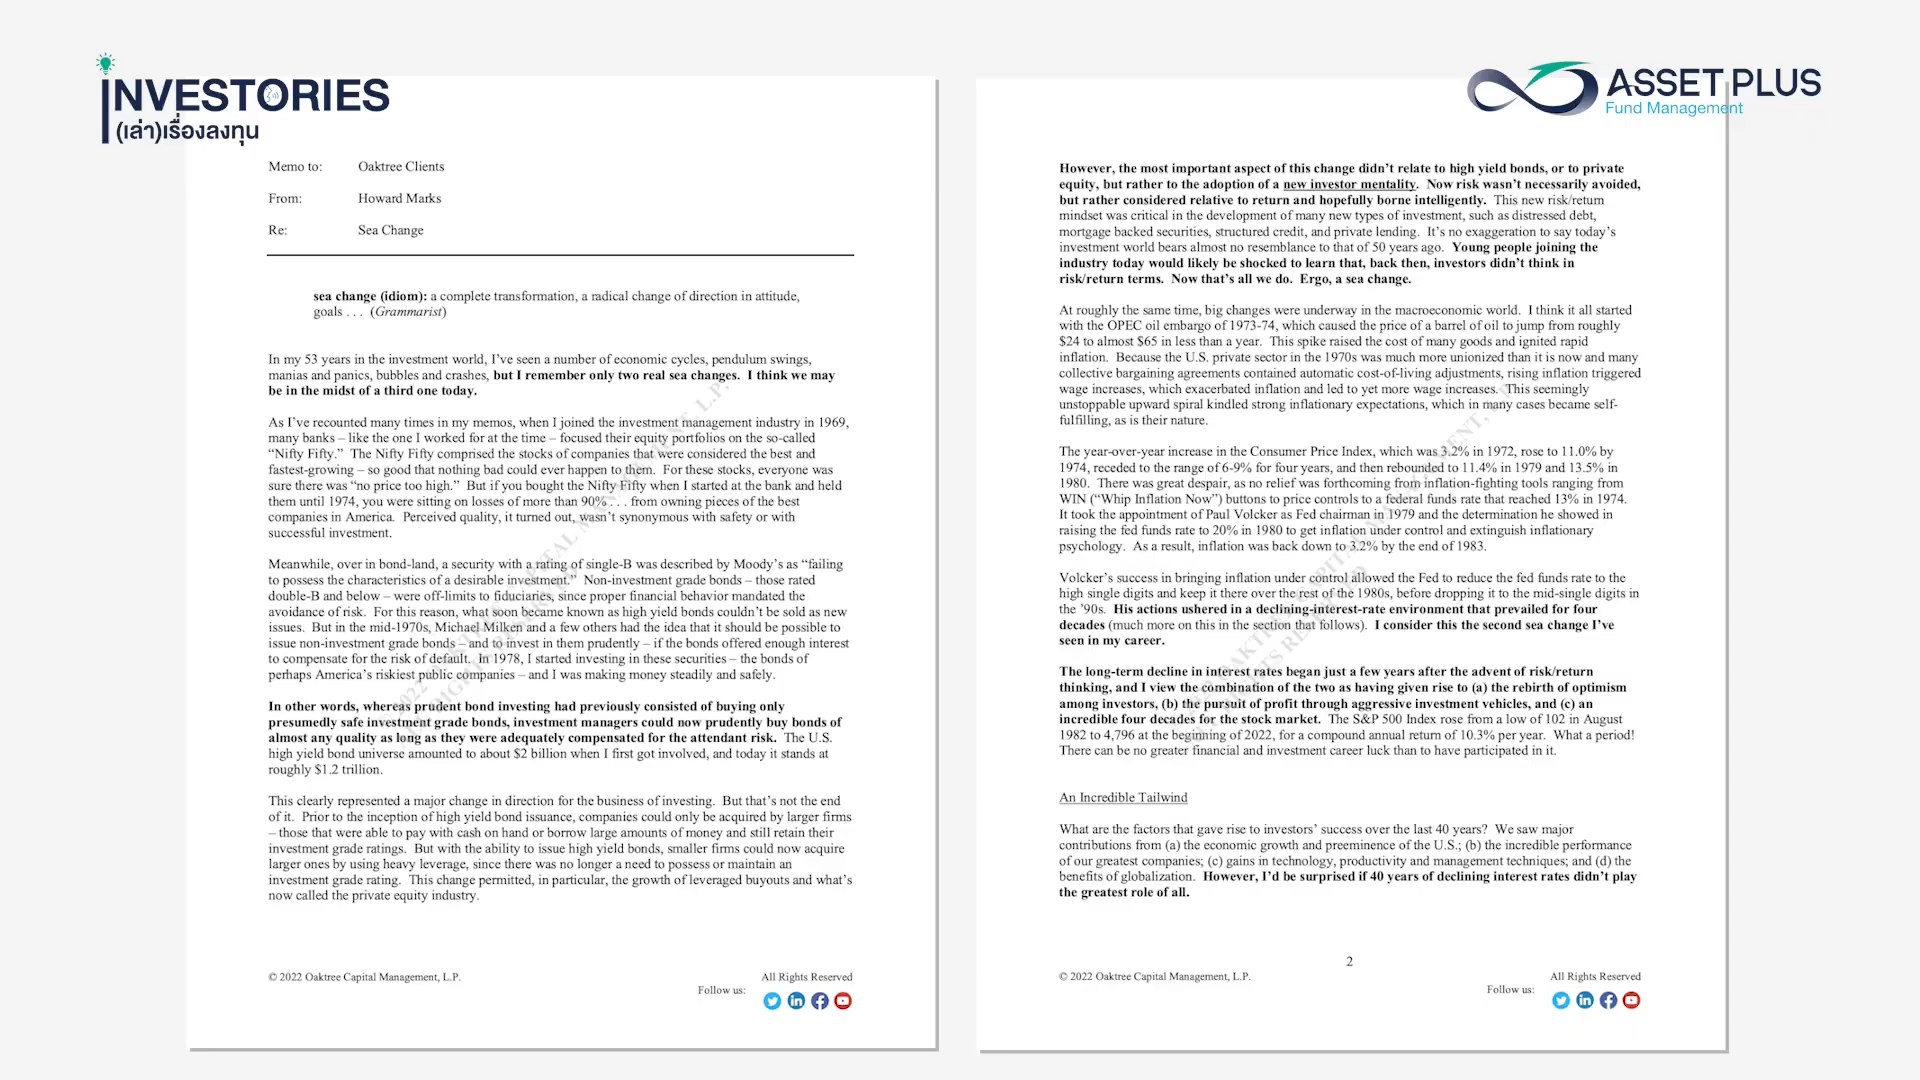 INVESTORIES
(เล่า)เรื่องลงทุน
ASSET PLUS
Fund Management
Memo to: Oaktree Clients
From: Howard Marks
Re: Sea Change
sea change (idiom): a complete transformation, a radical change of direction in attitude,
goals . . . (Grammarist)
In my 53 years in the investment world, I’ve seen a number of economic cycles, pendulum swings,
manias and panics, bubbles and crashes, but I remember only two real sea changes. I think we may
be in the midst of a third one today.
As I’ve recounted many times in my memos, when I joined the investment management industry in 1969,
many banks – like the one I worked for at the time – focused their equity portfolios on the so-called
“Nifty Fifty.” The Nifty Fifty comprised the stocks of companies that were considered the best and
fastest-growing – so good that nothing bad could ever happen to them. For these stocks, everyone was
sure there was “no price too high.” But if you bought the Nifty Fifty when I started at the bank and held
them until 1974, you were sitting on losses of more than 90% . . . from owning pieces of the best
companies in America. Perceived quality, it turned out, wasn’t synonymous with safety or with
successful investment.
Meanwhile, over in bond-land, a security with a rating of single-B was described by Moody’s as “failing
to possess the characteristics of a desirable investment.” Non-investment grade bonds – those rated
double-B and below – were off-limits to fiduciaries, since proper financial behavior mandated the
avoidance of risk. For this reason, what soon became known as high yield bonds couldn’t be sold as new
issues. But in the mid-1970s, Michael Milken and a few others had the idea that it should be possible to
issue non-investment grade bonds – and to invest in them prudently – if the bonds offered enough interest
to compensate for the risk of default. In 1978, I started investing in these securities – the bonds of
perhaps America’s riskiest public companies – and I was making money steadily and safely.
In other words, whereas prudent bond investing had previously consisted of buying only
presumedly safe investment grade bonds, investment managers could now prudently buy bonds of
almost any quality as long as they were adequately compensated for the attendant risk. The U.S.
high yield bond universe amounted to about $2 billion when I first got involved, and today it stands at
roughly $1.2 trillion.
This clearly represented a major change in direction for the business of investing. But that’s not the end
of it. Prior to the inception of high yield bond issuance, companies could only be acquired by larger firms
– those that were able to pay with cash on hand or borrow large amounts of money and still retain their
investment grade ratings. But with the ability to issue high yield bonds, smaller firms could now acquire
larger ones by using heavy leverage, since there was no longer a need to possess or maintain an
investment grade rating. This change permitted, in particular, the growth of leveraged buyouts and what’s
now called the private equity industry.
© 2022 Oaktree Capital Management, L.P. All Rights Reserved
Follow us:
However, the most important aspect of this change didn’t relate to high yield bonds, or to private
equity, but rather to the adoption of a new investor mentality. Now risk wasn’t necessarily avoided,
but rather considered relative to return and hopefully borne intelligently. This new risk/return
mindset was critical in the development of many new types of investment, such as distressed debt,
mortgage backed securities, structured credit, and private lending. It’s no exaggeration to say today’s
investment world bears almost no resemblance to that of 50 years ago. Young people joining the
industry today would likely be shocked to learn that, back then, investors didn’t think in
risk/return terms. Now that’s all we do. Ergo, a sea change.
At roughly the same time, big changes were underway in the macroeconomic world. I think it all started
with the OPEC oil embargo of 1973-74, which caused the price of a barrel of oil to jump from roughly
$24 to almost $65 in less than a year. This spike raised the cost of many goods and ignited rapid
inflation. Because the U.S. private sector in the 1970s was much more unionized than it is now and many
collective bargaining agreements contained automatic cost-of-living adjustments, rising inflation triggered
wage increases, which exacerbated inflation and led to yet more wage increases. This seemingly
unstoppable upward spiral kindled strong inflationary expectations, which in many cases became self-
fulfilling, as is their nature.
The year-over-year increase in the Consumer Price Index, which was 3.2% in 1972, rose to 11.0% by
1974, receded to the range of 6-9% for four years, and then rebounded to 11.4% in 1979 and 13.5% in
1980. There was great despair, as no relief was forthcoming from inflation-fighting tools ranging from
WIN (“Whip Inflation Now”) buttons to price controls to a federal funds rate that reached 13% in 1974.
It took the appointment of Paul Volcker as Fed chairman in 1979 and the determination he showed in
raising the fed funds rate to 20% in 1980 to get inflation under control and extinguish inflationary
psychology. As a result, inflation was back down to 3.2% by the end of 1983.
Volcker’s success in bringing inflation under control allowed the Fed to reduce the fed funds rate to the
high single digits and keep it there over the rest of the 1980s, before dropping it to the mid-single digits in
the ’90s. His actions ushered in a declining-interest-rate environment that prevailed for four
decades (much more on this in the section that follows). I consider this the second sea change I’ve
seen in my career.
The long-term decline in interest rates began just a few years after the advent of risk/return
thinking, and I view the combination of the two as having given rise to (a) the rebirth of optimism
among investors, (b) the pursuit of profit through aggressive investment vehicles, and (c) an
incredible four decades for the stock market. The S&P 500 Index rose from a low of 102 in August
1982 to 4,796 at the beginning of 2022, for a compound annual return of 10.3% per year. What a period!
There can be no greater financial and investment career luck than to have participated in it.
An Incredible Tailwind
What are the factors that gave rise to investors’ success over the last 40 years? We saw major
contributions from (a) the economic growth and preeminence of the U.S.; (b) the incredible performance
of our greatest companies; (c) gains in technology, productivity and management techniques; and (d) the
benefits of globalization. However, I’d be surprised if 40 years of declining interest rates didn’t play
the greatest role of all.
2
© 2022 Oaktree Capital Management, L.P. All Rights Reserved
Follow us: